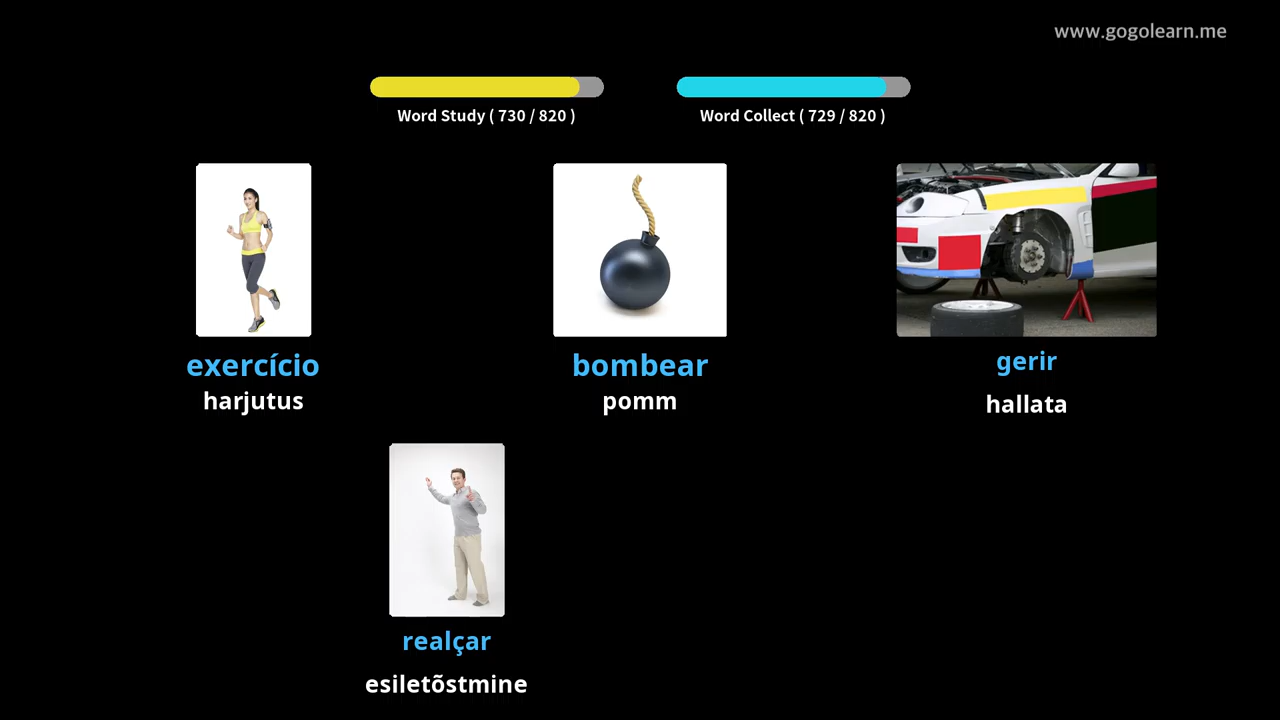 www.gogolearn.me
Word Study ( 730 / 820 )
Word Collect ( 729 / 820 )
exercício
harjutus
bombear
pomm
gerir
hallata
realçar
esiletõstmine